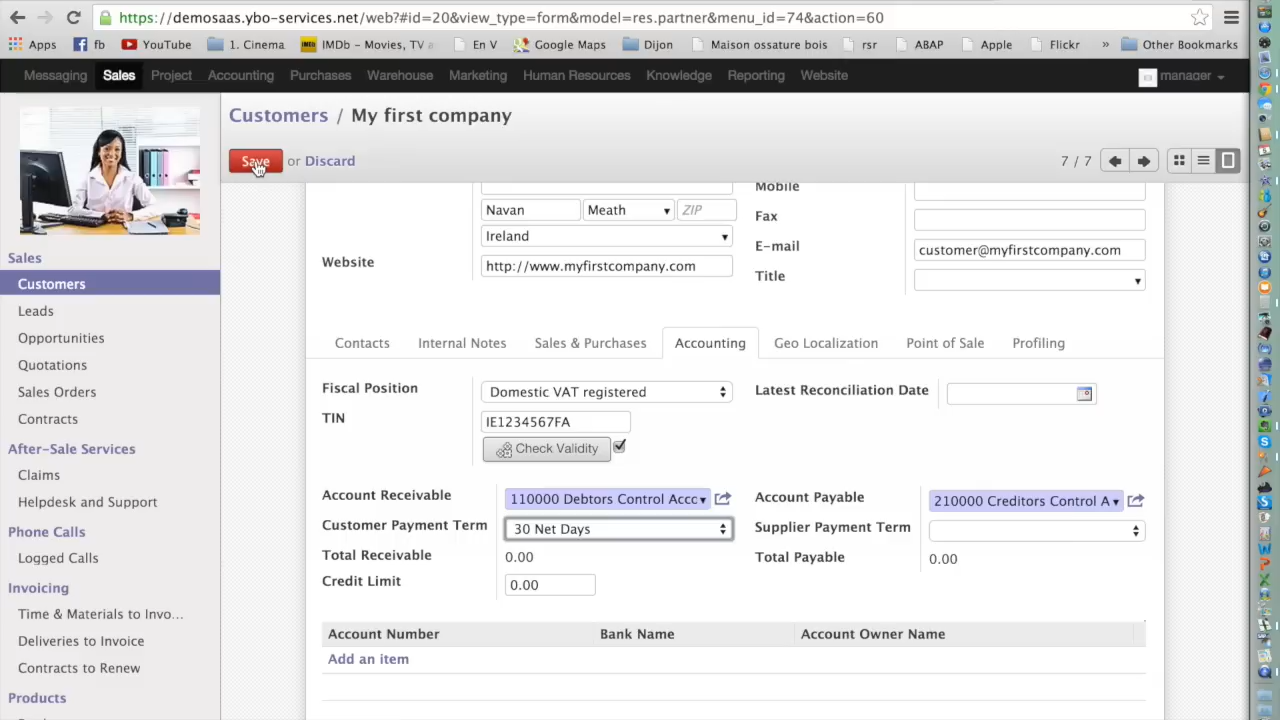 https://demosaas.ybo-services.net/web?#id=20&view_type=form&model=res.partner&menu_id=74&action=60
Apps fb YouTube 1. Cinema IMDb - Movies, TV a En V Google Maps Dijon Maison ossature bois rsr ABAP Apple Flickr » Other Bookmarks
Messaging Sales Project Accounting Purchases Warehouse Marketing Human Resources Knowledge Reporting Website manager
Customers / My first company
Save or Discard 7 / 7
Sales
Customers
Leads
Opportunities
Quotations
Sales Orders
Contracts
After-Sale Services
Claims
Helpdesk and Support
Phone Calls
Logged Calls
Invoicing
Time & Materials to Invo...
Deliveries to Invoice
Contracts to Renew
Products
Mobile
Navan Meath ZIP Fax
Ireland E-mail customer@myfirstcompany.com
Website http://www.myfirstcompany.com Title
Contacts Internal Notes Sales & Purchases Accounting Geo Localization Point of Sale Profiling
Fiscal Position Domestic VAT registered Latest Reconciliation Date
TIN IE1234567FA
Check Validity
Account Receivable 110000 Debtors Control Acco Account Payable 210000 Creditors Control A
Customer Payment Term 30 Net Days Supplier Payment Term
Total Receivable 0.00 Total Payable 0.00
Credit Limit 0.00
Account Number Bank Name Account Owner Name
Add an item